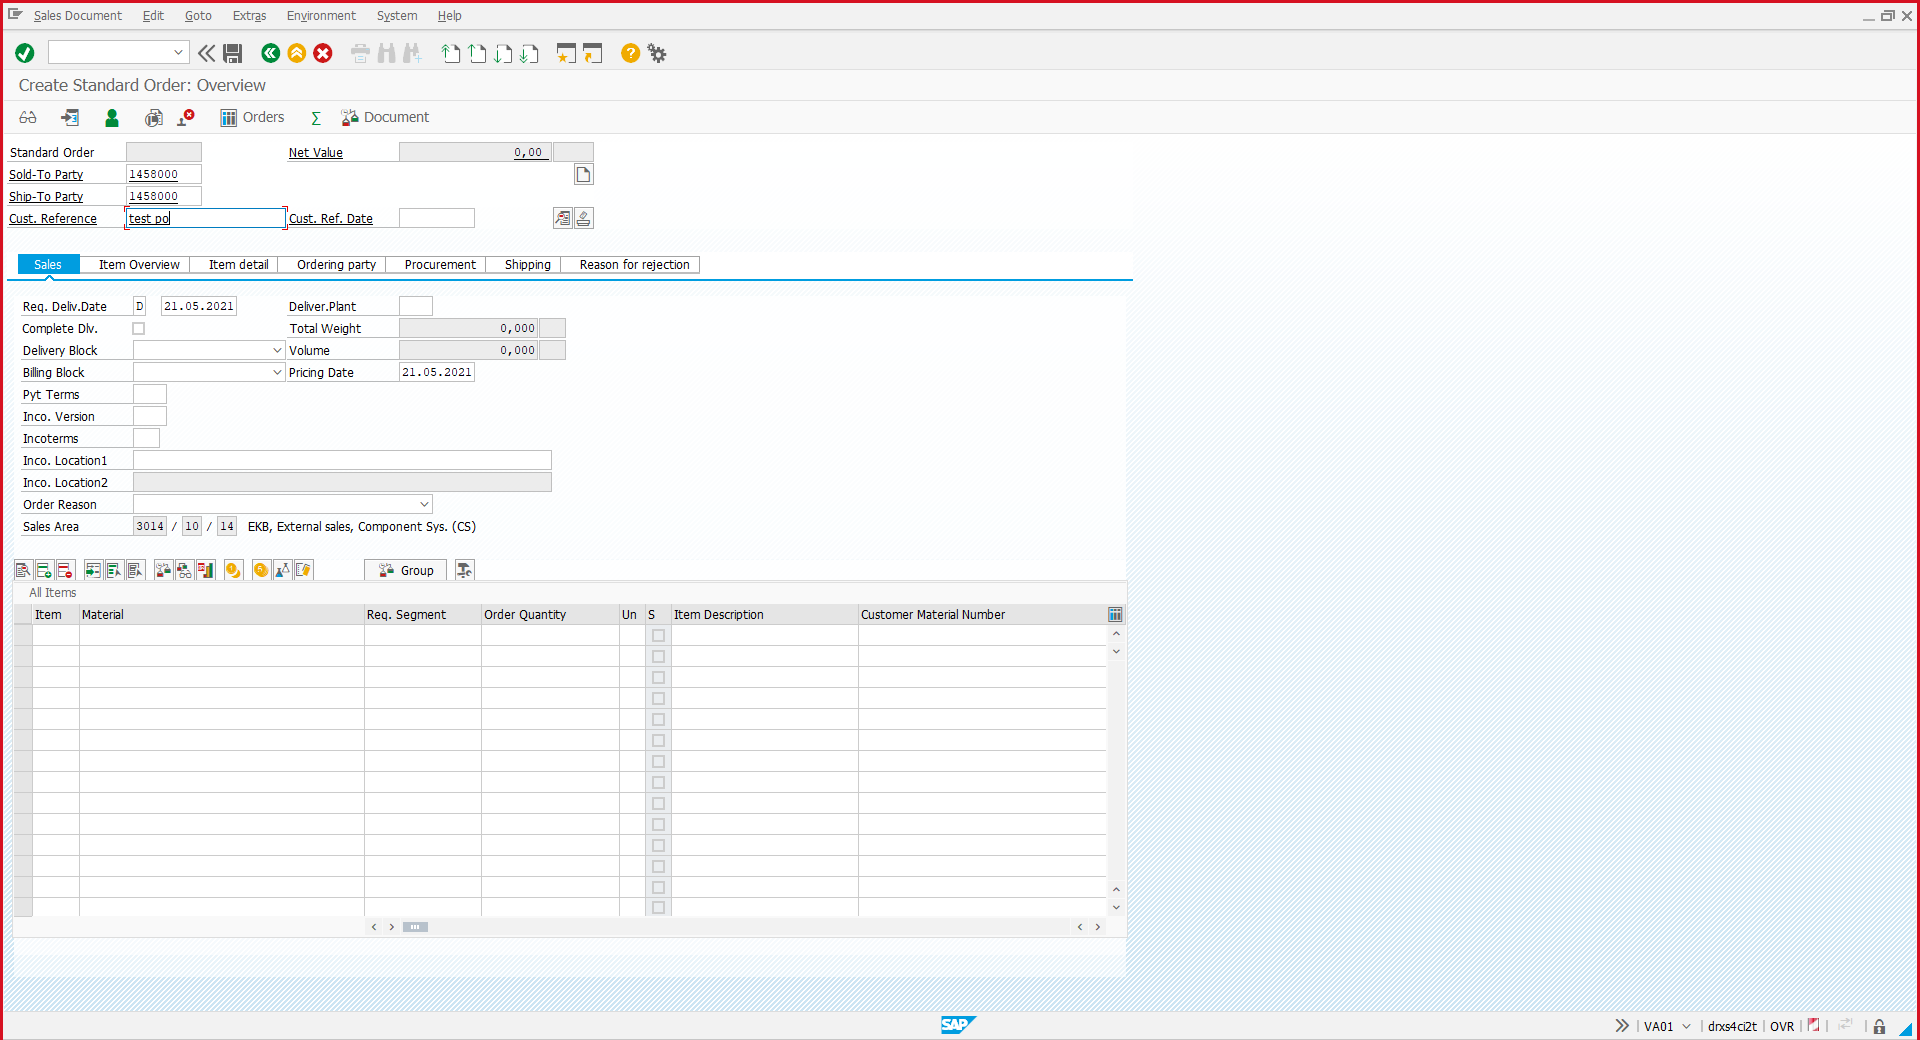 Sales Document Edit Goto Extras Environment System Help
Create Standard Order: Overview
Orders Σ Document
Standard Order Net Value 0,00
Sold-To Party 1458000
Ship-To Party 1458000
Cust. Reference test po Cust. Ref. Date
Sales Item Overview Item detail Ordering party Procurement Shipping Reason for rejection
Req. Deliv.Date D 21.05.2021 Deliver.Plant
Complete Dlv. Total Weight 0,000
Delivery Block Volume 0,000
Billing Block Pricing Date 21.05.2021
Pyt Terms
Inco. Version
Incoterms
Inco. Location1
Inco. Location2
Order Reason
Sales Area 3014 / 10 / 14 EKB, External sales, Component Sys. (CS)
Group
All Items
Item Material Req. Segment Order Quantity Un S Item Description Customer Material Number
SAP VA01 drxs4ci2t OVR